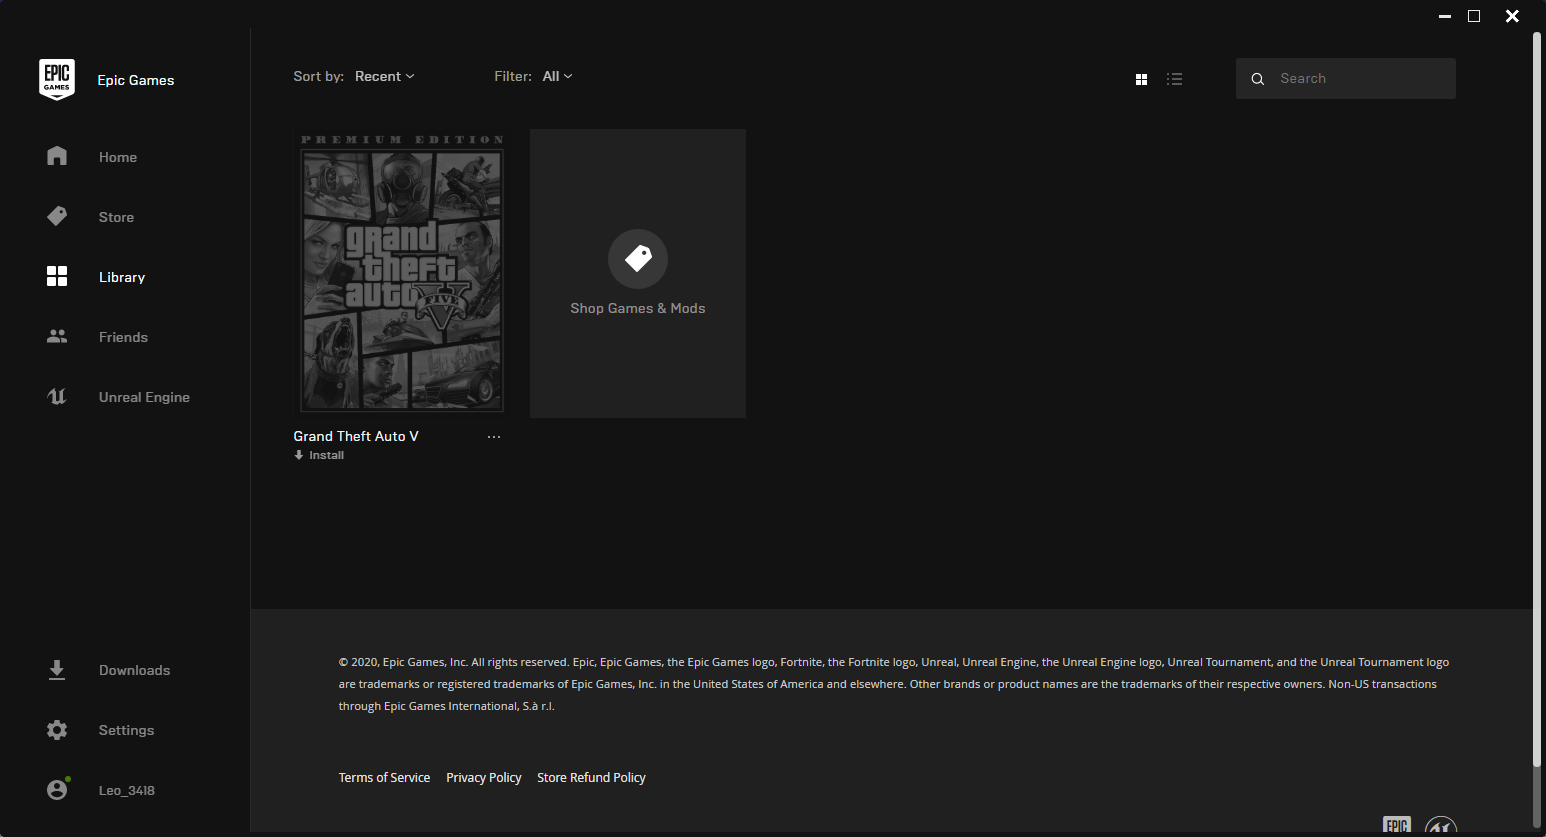 EPIC
GAMES
Epic Games
Home
Store
Library
Friends
Unreal Engine
Downloads
Settings
Leo_3418
Sort by: Recent
Filter: All
Search
PREMIUM EDITION
grand
theft
auto
FIVE
V
Grand Theft Auto V
...
Install
Shop Games & Mods
© 2020, Epic Games, Inc. All rights reserved. Epic, Epic Games, the Epic Games logo, Fortnite, the Fortnite logo, Unreal, Unreal Engine, the Unreal Engine logo, Unreal Tournament, and the Unreal Tournament logo
are trademarks or registered trademarks of Epic Games, Inc. in the United States of America and elsewhere. Other brands or product names are the trademarks of their respective owners. Non-US transactions
through Epic Games International, S.à r.l.
Terms of Service Privacy Policy Store Refund Policy
EPIC